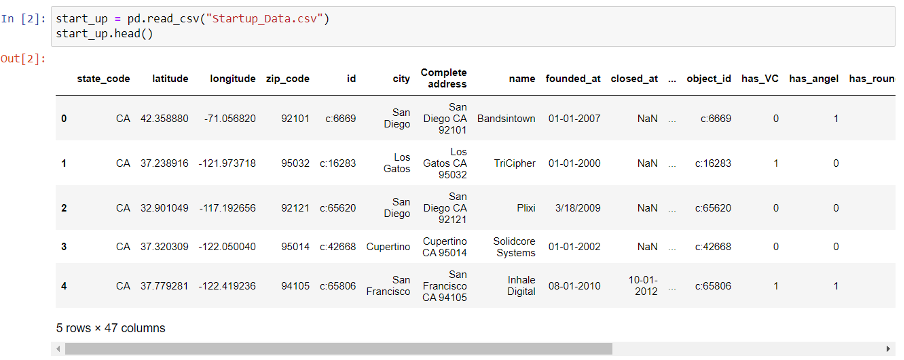 In [2]: start_up = pd.read_csv("Startup_Data.csv")
start_up.head()
Out[2]:
state_code latitude longitude zip_code id city Complete address name founded_at closed_at ... object_id has_VC has_angel has_roun
0 CA 42.358880 -71.056820 92101 c:6669 San Diego San Diego CA 92101 Bandsintown 01-01-2007 NaN ... c:6669 0 1
1 CA 37.238916 -121.973718 95032 c:16283 Los Gatos Los Gatos CA 95032 TriCipher 01-01-2000 NaN ... c:16283 1 0
2 CA 32.901049 -117.192656 92121 c:65620 San Diego San Diego CA 92121 Plixi 3/18/2009 NaN ... c:65620 0 0
3 CA 37.320309 -122.050040 95014 c:42668 Cupertino Cupertino CA 95014 Solidcore Systems 01-01-2002 NaN ... c:42668 0 0
4 CA 37.779281 -122.419236 94105 c:65806 San Francisco San Francisco CA 94105 Inhale Digital 08-01-2010 10-01-2012 ... c:65806 1 1
5 rows × 47 columns